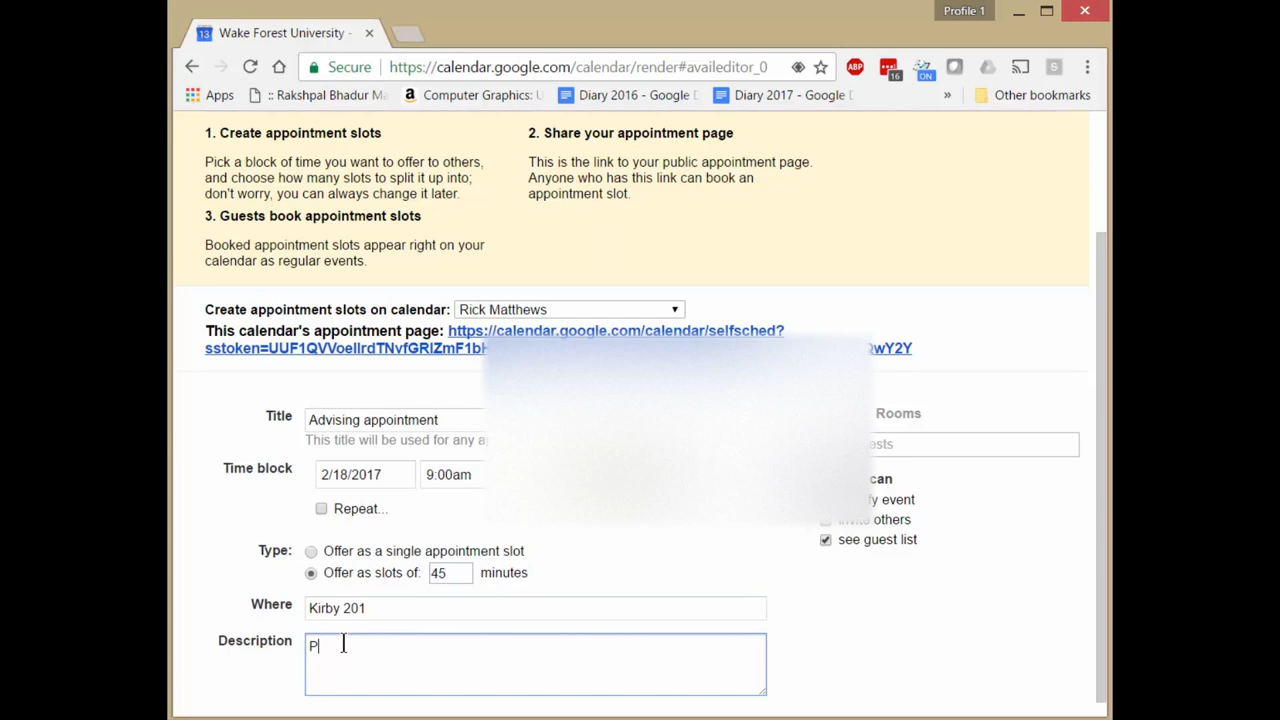 Profile 1
13 Wake Forest University -
Secure https://calendar.google.com/calendar/render#availeditor_0 ABP 16 ON S
Apps :: Rakshpal Bhadur Ma Computer Graphics: U Diary 2016 - Google D Diary 2017 - Google D » Other bookmarks
1. Create appointment slots
Pick a block of time you want to offer to others,
and choose how many slots to split it up into;
don't worry, you can always change it later.
2. Share your appointment page
This is the link to your public appointment page.
Anyone who has this link can book an
appointment slot.
3. Guests book appointment slots
Booked appointment slots appear right on your
calendar as regular events.
Create appointment slots on calendar: Rick Matthews
This calendar's appointment page: https://calendar.google.com/calendar/selfsched?
QwY2Y
Title Advising appointment
This title will be used for any a
Time block 2/18/2017 9:00am
Repeat...
Type: Offer as a single appointment slot
Offer as slots of: 45 minutes
Where Kirby 201
Description P
Rooms
ests
can
fy event
invite others
see guest list